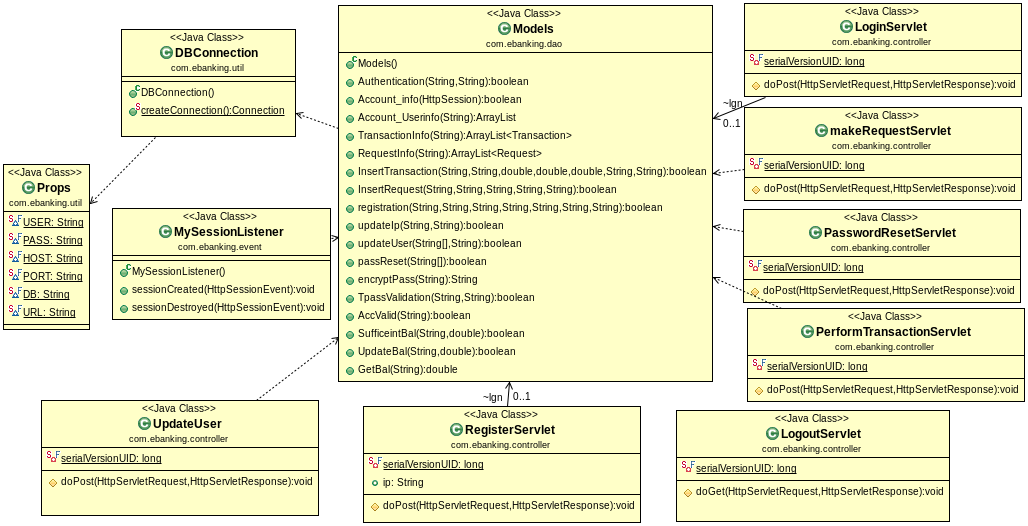 <<Java Class>>
DBConnection
com.ebanking.util
DBConnection()
createConnection():Connection
<<Java Class>>
Props
com.ebanking.util
USER: String
PASS: String
HOST: String
PORT: String
DB: String
URL: String
<<Java Class>>
MySessionListener
com.ebanking.event
MySessionListener()
sessionCreated(HttpSessionEvent):void
sessionDestroyed(HttpSessionEvent):void
<<Java Class>>
Models
com.ebanking.dao
Models()
Authentication(String,String):boolean
Account_info(HttpSession):boolean
Account_Userinfo(String):ArrayList
TransactionInfo(String):ArrayList<Transaction>
RequestInfo(String):ArrayList<Request>
InsertTransaction(String,String,double,double,double,String,String):boolean
InsertRequest(String,String,String,String,String):boolean
registration(String,String,String,String,String,String,String):boolean
updateIp(String,String):boolean
updateUser(String[],String):boolean
passReset(String[]):boolean
encryptPass(String):String
TpassValidation(String,String):boolean
AccValid(String):boolean
SufficeintBal(String,double):boolean
UpdateBal(String,double):boolean
GetBal(String):double
<<Java Class>>
LoginServlet
com.ebanking.controller
serialVersionUID: long
doPost(HttpServletRequest,HttpServletResponse):void
~lgn
0..1
<<Java Class>>
makeRequestServlet
com.ebanking.controller
serialVersionUID: long
doPost(HttpServletRequest,HttpServletResponse):void
<<Java Class>>
PasswordResetServlet
com.ebanking.controller
serialVersionUID: long
doPost(HttpServletRequest,HttpServletResponse):void
<<Java Class>>
PerformTransactionServlet
com.ebanking.controller
serialVersionUID: long
doPost(HttpServletRequest,HttpServletResponse):void
<<Java Class>>
UpdateUser
com.ebanking.controller
serialVersionUID: long
doPost(HttpServletRequest,HttpServletResponse):void
~lgn 0..1
<<Java Class>>
RegisterServlet
com.ebanking.controller
serialVersionUID: long
ip: String
doPost(HttpServletRequest,HttpServletResponse):void
<<Java Class>>
LogoutServlet
com.ebanking.controller
serialVersionUID: long
doGet(HttpServletRequest,HttpServletResponse):void